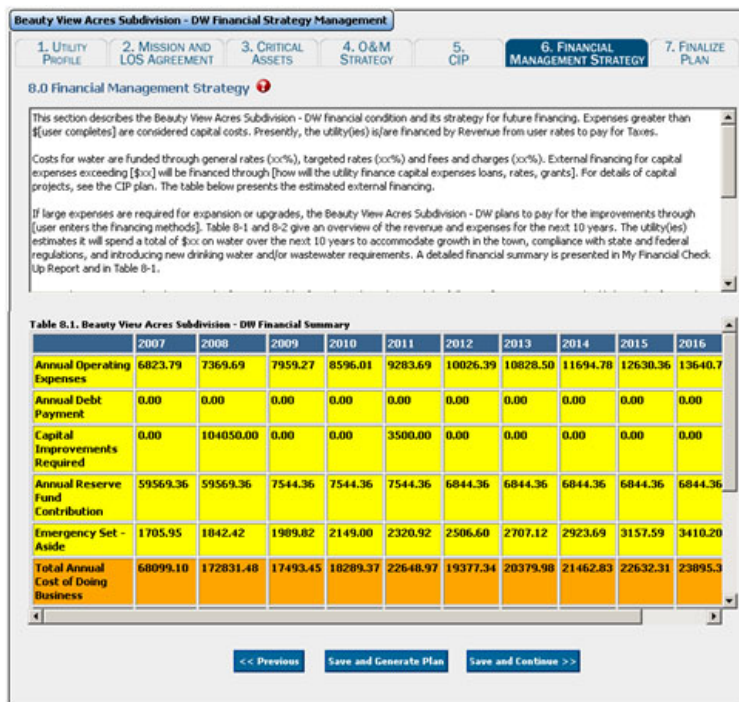 Beauty View Acres Subdivision - DW Financial Strategy Management
1. UTILITY PROFILE 2. MISSION AND LOS AGREEMENT 3. CRITICAL ASSETS 4. O&M STRATEGY 5. CIP 6. FINANCIAL MANAGEMENT STRATEGY 7. FINALIZE PLAN
8.0 Financial Management Strategy
This section describes the Beauty View Acres Subdivision - DW financial condition and its strategy for future financing. Expenses greater than
$[user completes] are considered capital costs. Presently, the utility(ies) is/are financed by Revenue from user rates to pay for Taxes.
Costs for water are funded through general rates (xx%), targeted rates (xx%) and fees and charges (xx%). External financing for capital
expenses exceeding [$xx] will be financed through [how will the utility finance capital expenses loans, rates, grants]. For details of capital
projects, see the CIP plan. The table below presents the estimated external financing.
If large expenses are required for expansion or upgrades, the Beauty View Acres Subdivision - DW plans to pay for the improvements through
[user enters the financing methods]. Table 8-1 and 8-2 give an overview of the revenue and expenses for the next 10 years. The utility(ies)
estimates it will spend a total of $xx on water over the next 10 years to accommodate growth in the town, compliance with state and federal
regulations, and introducing new drinking water and/or wastewater requirements. A detailed financial summary is presented in My Financial Check
Up Report and in Table 8-1.
Table 8.1. Beauty View Acres Subdivision - DW Financial Summary
2007 2008 2009 2010 2011 2012 2013 2014 2015 2016
Annual Operating Expenses 6823.79 7369.69 7959.27 8596.01 9283.69 10026.39 10828.50 11694.78 12630.36 13640.7
Annual Debt Payment 0.00 0.00 0.00 0.00 0.00 0.00 0.00 0.00 0.00 0.00
Capital Improvements Required 0.00 104050.00 0.00 0.00 3500.00 0.00 0.00 0.00 0.00 0.00
Annual Reserve Fund Contribution 59569.36 59569.36 7544.36 7544.36 7544.36 6844.36 6844.36 6844.36 6844.36 6844.36
Emergency Set - Aside 1705.95 1842.42 1989.82 2149.00 2320.92 2506.60 2707.12 2923.69 3157.59 3410.20
Total Annual Cost of Doing Business 68099.10 172831.48 17493.45 18289.37 22648.97 19377.34 20379.98 21462.83 22632.31 23895.3
<< Previous Save and Generate Plan Save and Continue >>